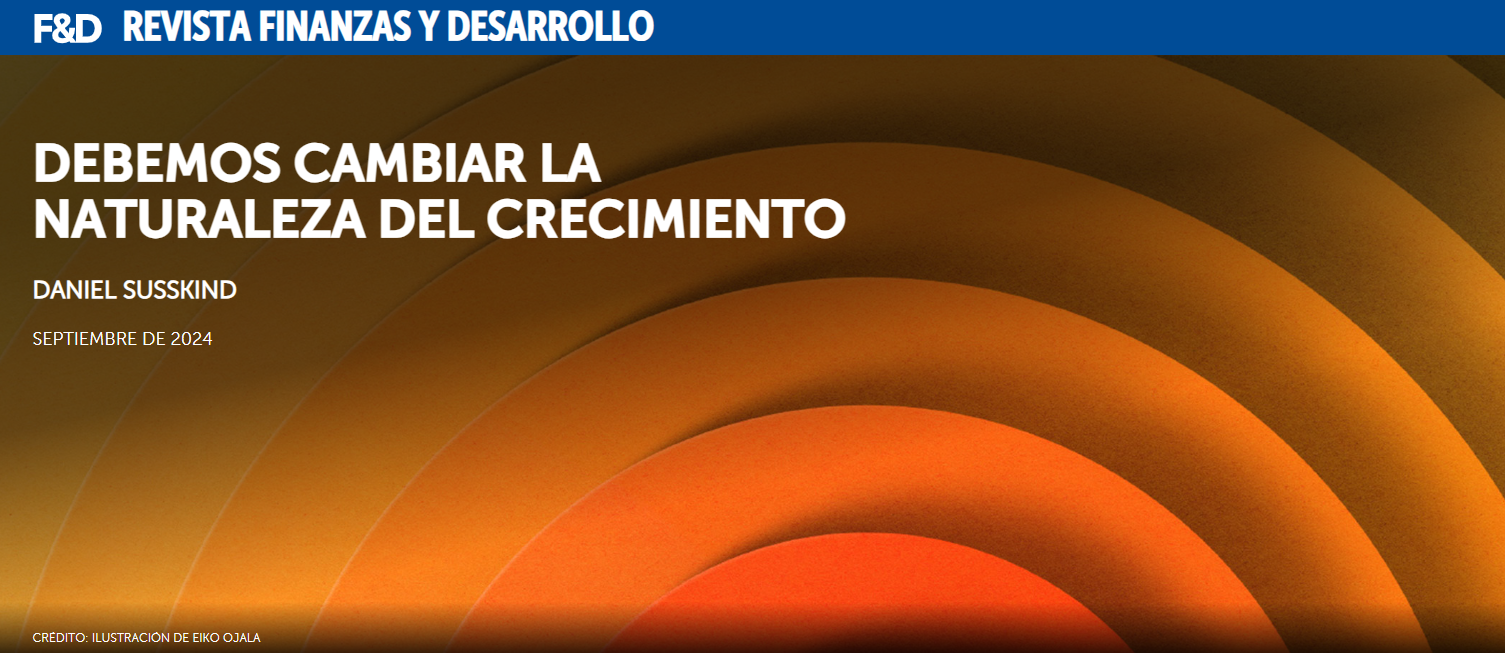 F&D REVISTA FINANZAS Y DESARROLLO
DEBEMOS CAMBIAR LA
NATURALEZA DEL CRECIMIENTO
DANIEL SUSSKIND
SEPTIEMBRE DE 2024
CRÉDITO: ILUSTRACIÓN DE EIKO OJALA